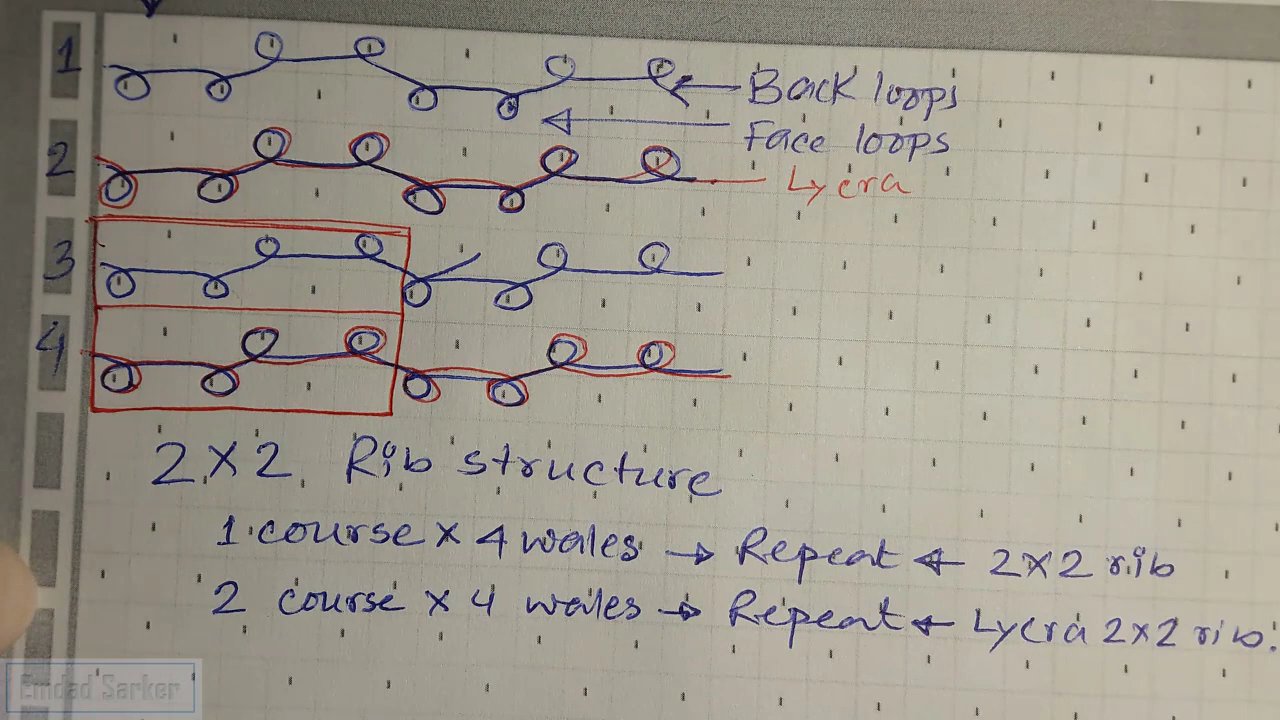 1
Back loops
Face loops
2
Lycra
3
4
2x2 Rib structure
1 course x 4 wales → Repeat ← 2x2 rib
2 course x 4 wales → Repeat ← Lycra 2x2 rib.
Emdad Sarker